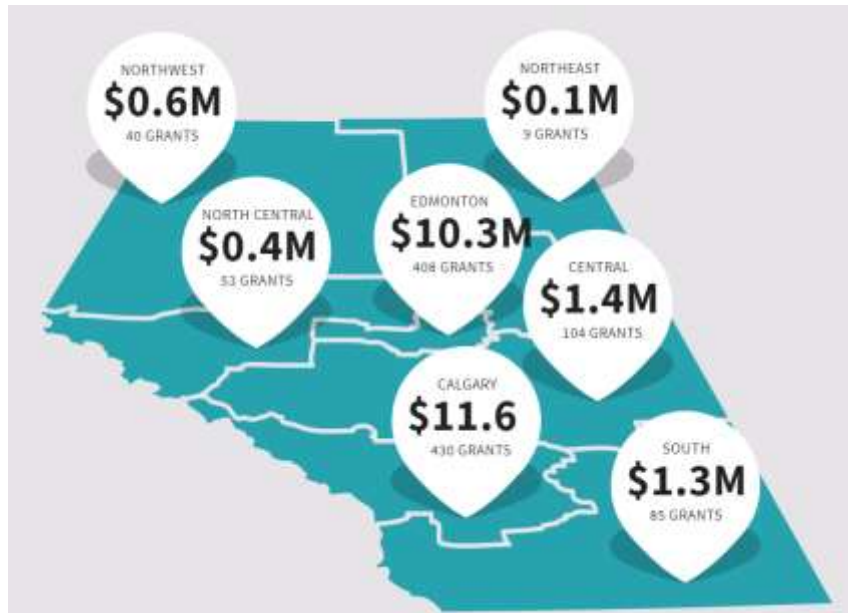 NORTHWEST
$0.6M
40 GRANTS
NORTHEAST
$0.1M
9 GRANTS
NORTH CENTRAL
$0.4M
53 GRANTS
EDMONTON
$10.3M
408 GRANTS
CENTRAL
$1.4M
104 GRANTS
CALGARY
$11.6
430 GRANTS
SOUTH
$1.3M
85 GRANTS